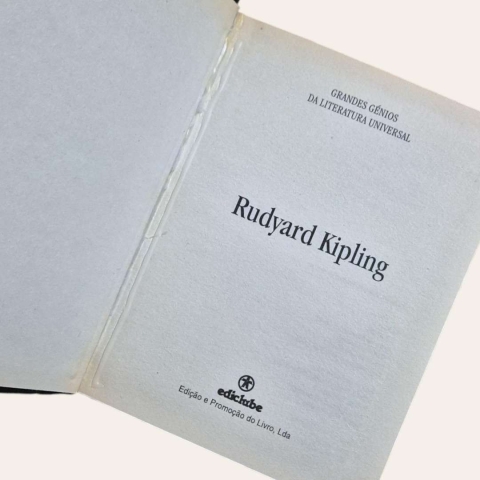 GRANDES GÉNIOS
DA LITERATURA UNIVERSAL
Rudyard Kipling
ediclube
Edição e Promoção do Livro, Lda